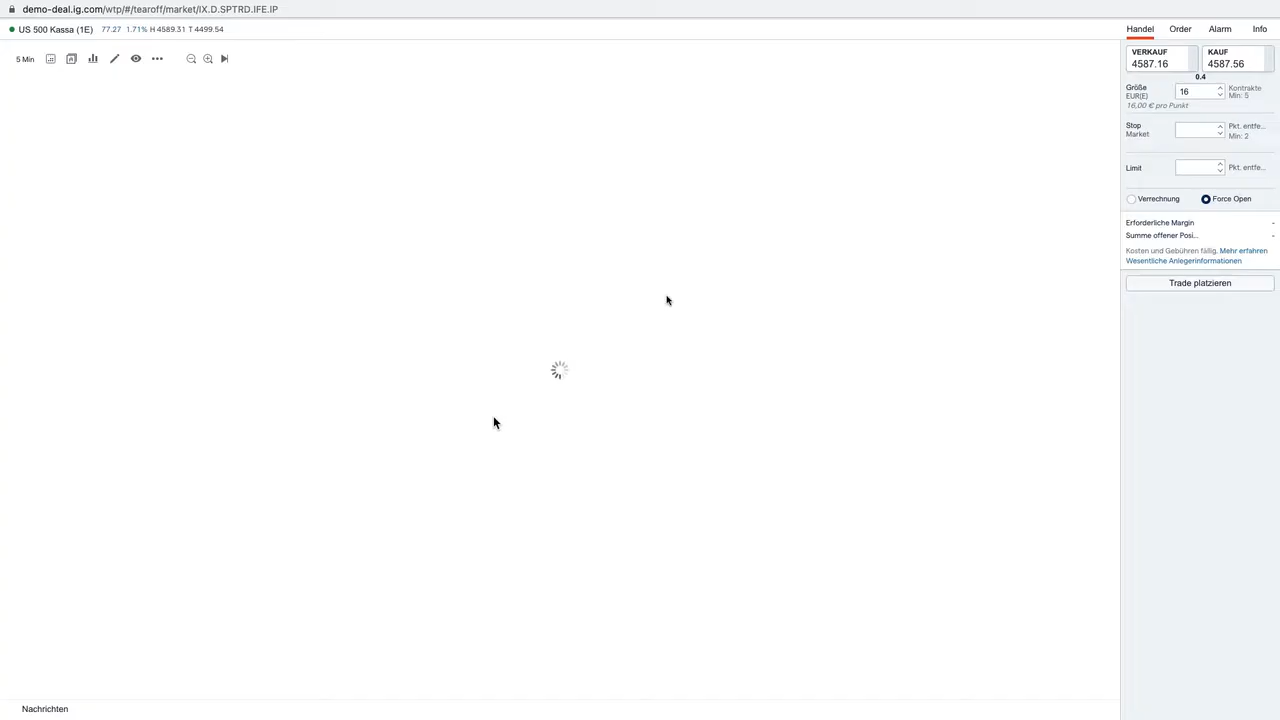 demo-deal.ig.com/wtp/#/tearoff/market/IX.D.SPTRD.IFE.IP
US 500 Kassa (1E) 77.27 1.71% H 4589.31 T 4499.54
Handel Order Alarm Info
5 Min
VERKAUF KAUF
4587.16 4587.56
0.4
Größe 16 Kontrakte
EUR(E) Min: 5
16,00 € pro Punkt
Stop Pkt. entfe...
Market Min: 2
Limit Pkt. entfe...
Verrechnung Force Open
Erforderliche Margin -
Summe offener Posi... -
Kosten und Gebühren fällig. Mehr erfahren
Wesentliche Anlegerinformationen
Trade platzieren
Nachrichten